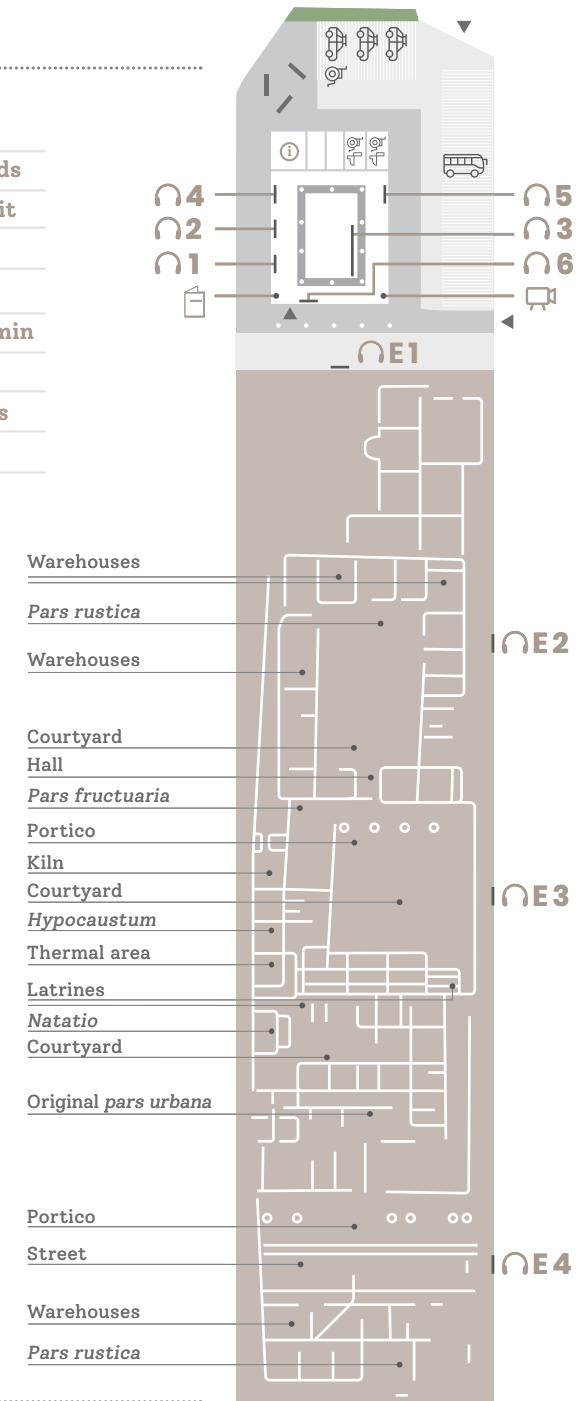 ds
it
min
s
4
2
1
5
3
6
i
E1
Warehouses
Pars rustica
E2
Warehouses
Courtyard
Hall
Pars fructuaria
Portico
Kiln
Courtyard
E3
Hypocaustum
Thermal area
Latrines
Natatio
Courtyard
Original pars urbana
Portico
Street
E4
Warehouses
Pars rustica